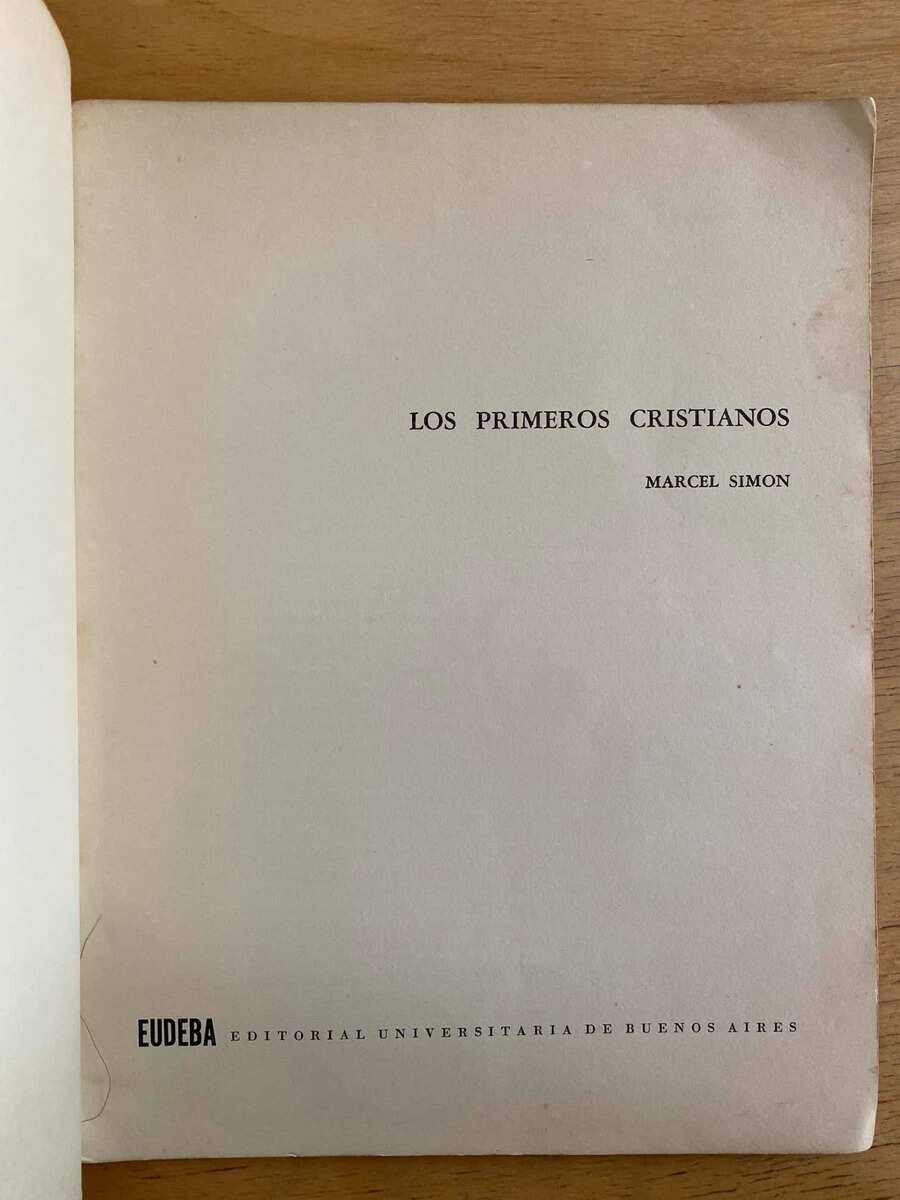 LOS PRIMEROS CRISTIANOS
MARCEL SIMON
EUDEBA EDITORIAL UNIVERSITARIA DE BUENOS AIRES